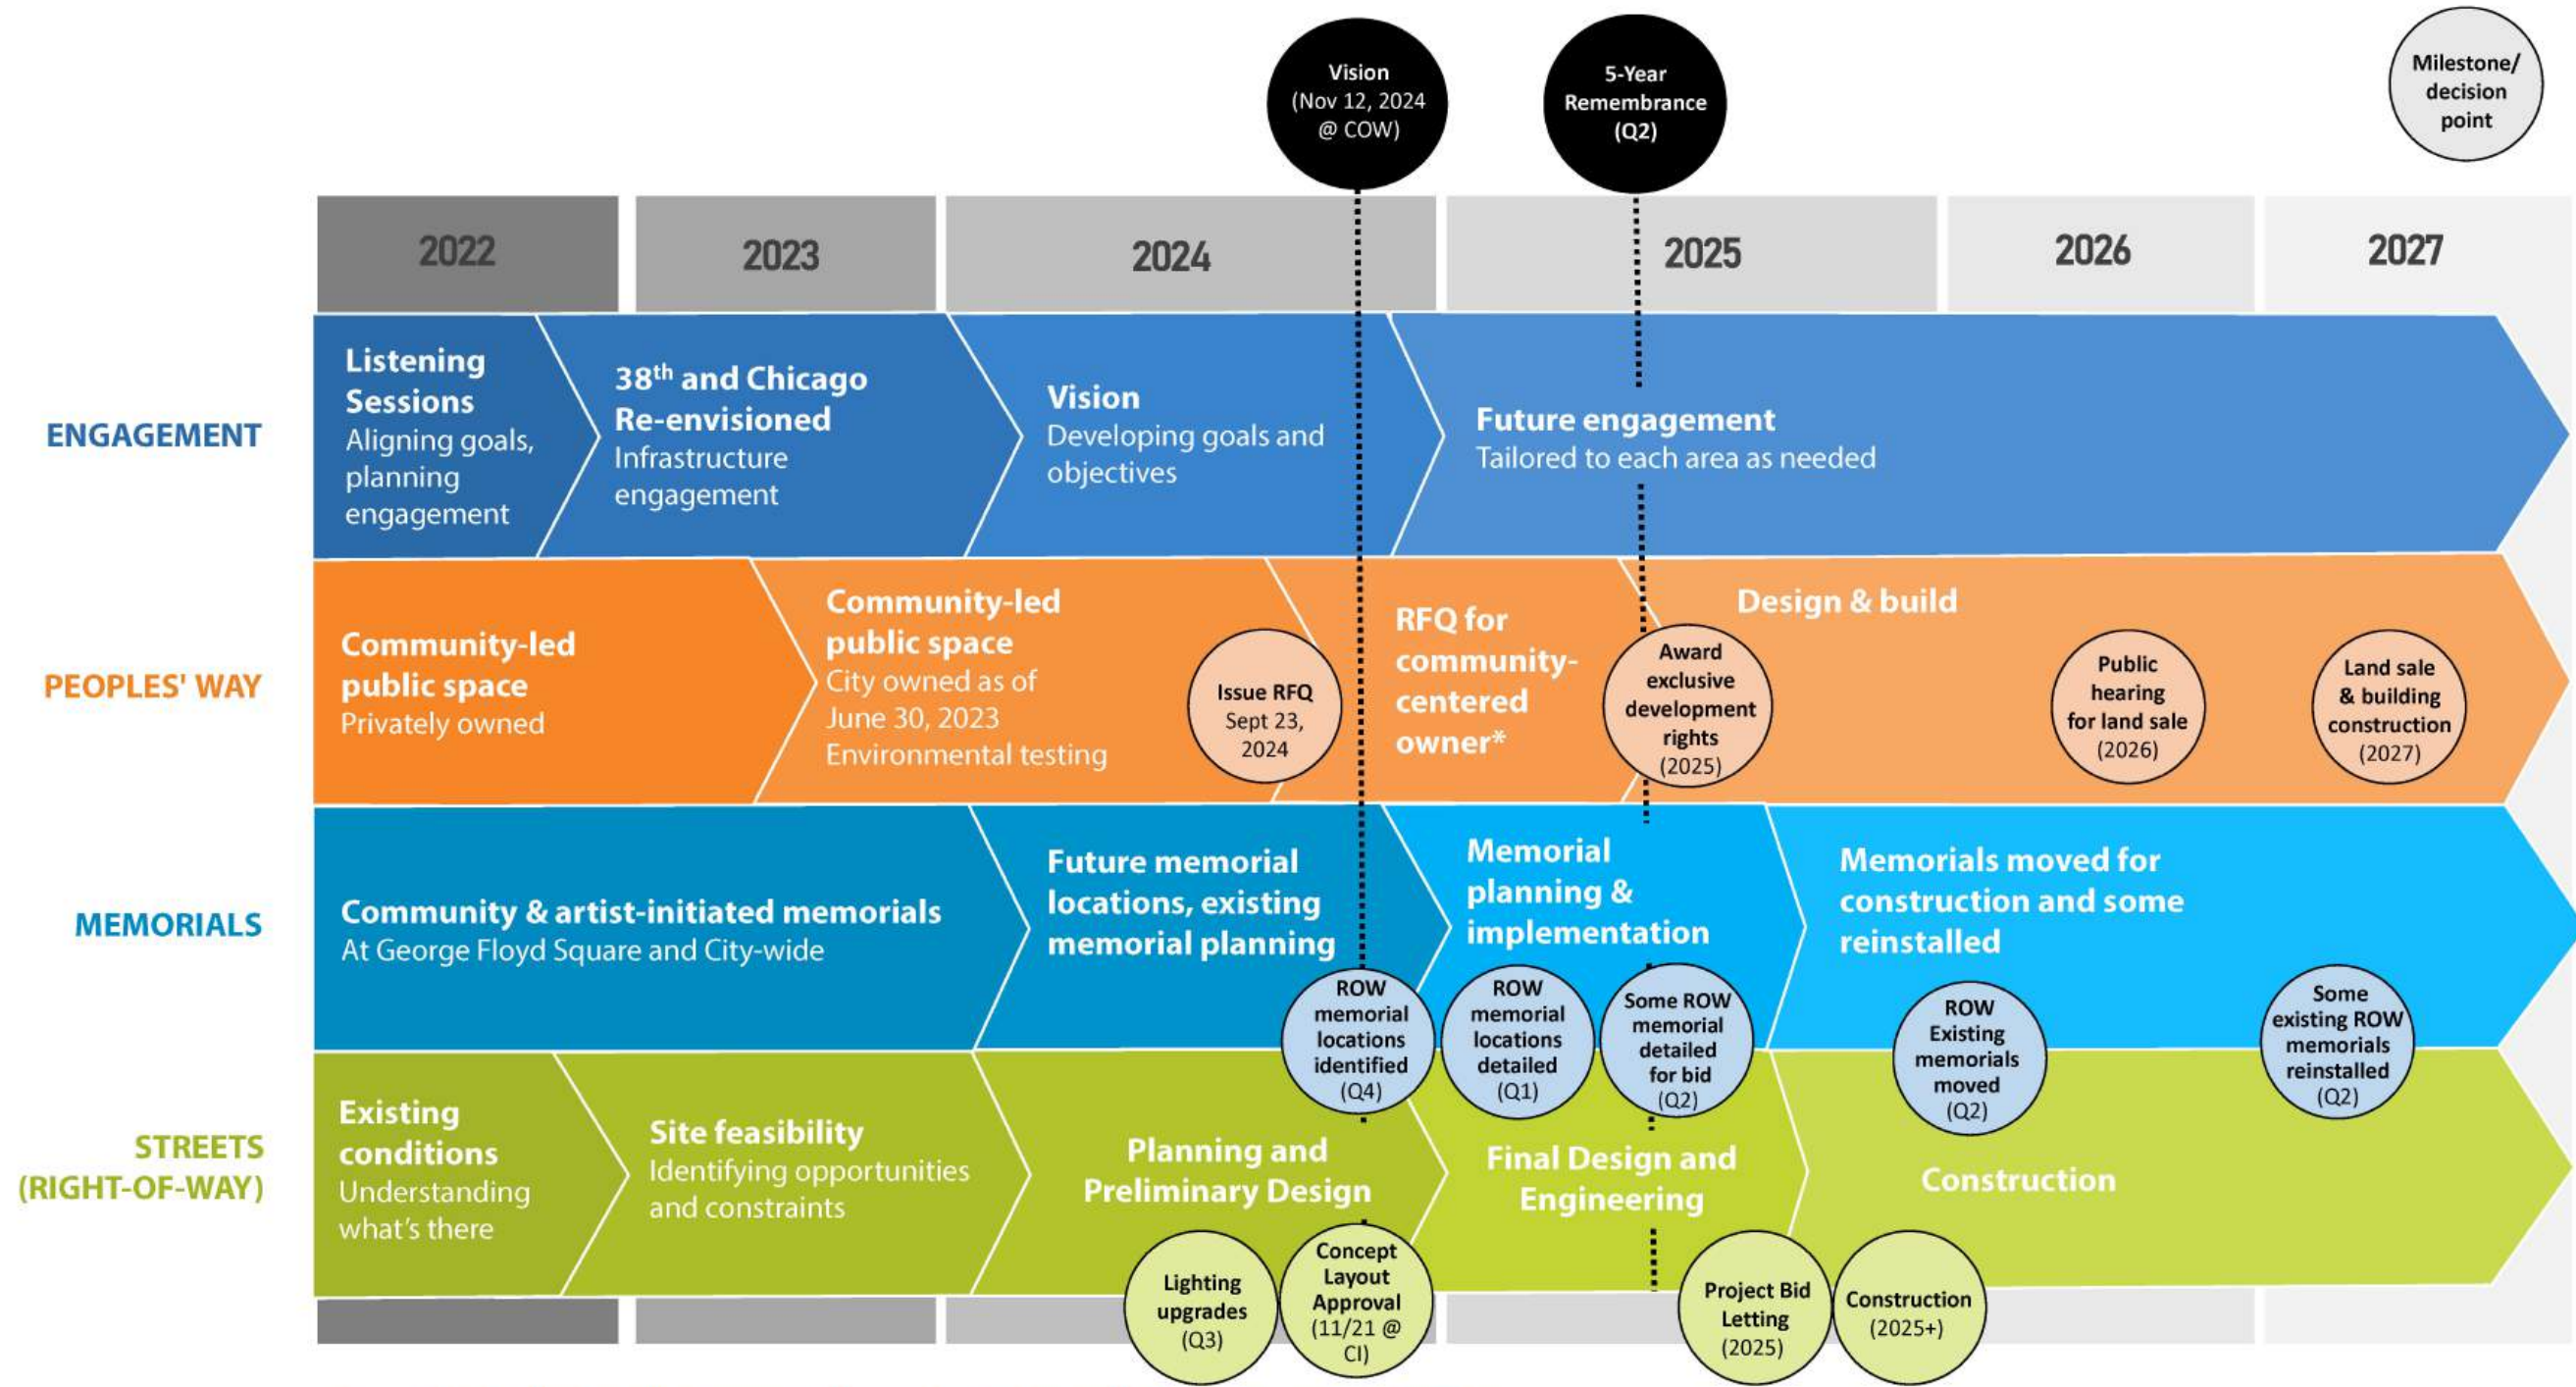 Vision
(Nov 12, 2024
@ COW)
5-Year
Remembrance
(Q2)
Milestone/
decision
point
2022
2023
2024
2025
2026
2027
ENGAGEMENT
Listening
Sessions
Aligning goals,
planning
engagement
38th and Chicago
Re-envisioned
Infrastructure
engagement
Vision
Developing goals and
objectives
Future engagement
Tailored to each area as needed
PEOPLES' WAY
Community-led
public space
Privately owned
Community-led
public space
City owned as of
June 30, 2023
Environmental testing
Issue RFQ
Sept 23,
2024
RFQ for
community-
centered
owner*
Design & build
Award
exclusive
development
rights
(2025)
Public
hearing
for land sale
(2026)
Land sale
& building
construction
(2027)
MEMORIALS
Community & artist-initiated memorials
At George Floyd Square and City-wide
Future memorial
locations, existing
memorial planning
Memorial
planning &
implementation
Memorials moved for
construction and some
reinstalled
ROW
memorial
locations
identified
(Q4)
ROW
memorial
locations
detailed
(Q1)
Some ROW
memorial
detailed
for bid
(Q2)
ROW
Existing
memorials
moved
(Q2)
Some
existing ROW
memorials
reinstalled
(Q2)
STREETS
(RIGHT-OF-WAY)
Existing
conditions
Understanding
what's there
Site feasibility
Identifying opportunities
and constraints
Planning and
Preliminary Design
Final Design and
Engineering
Construction
Lighting
upgrades
(Q3)
Concept
Layout
Approval
(11/21 @
CI)
Project Bid
Letting
(2025)
Construction
(2025+)